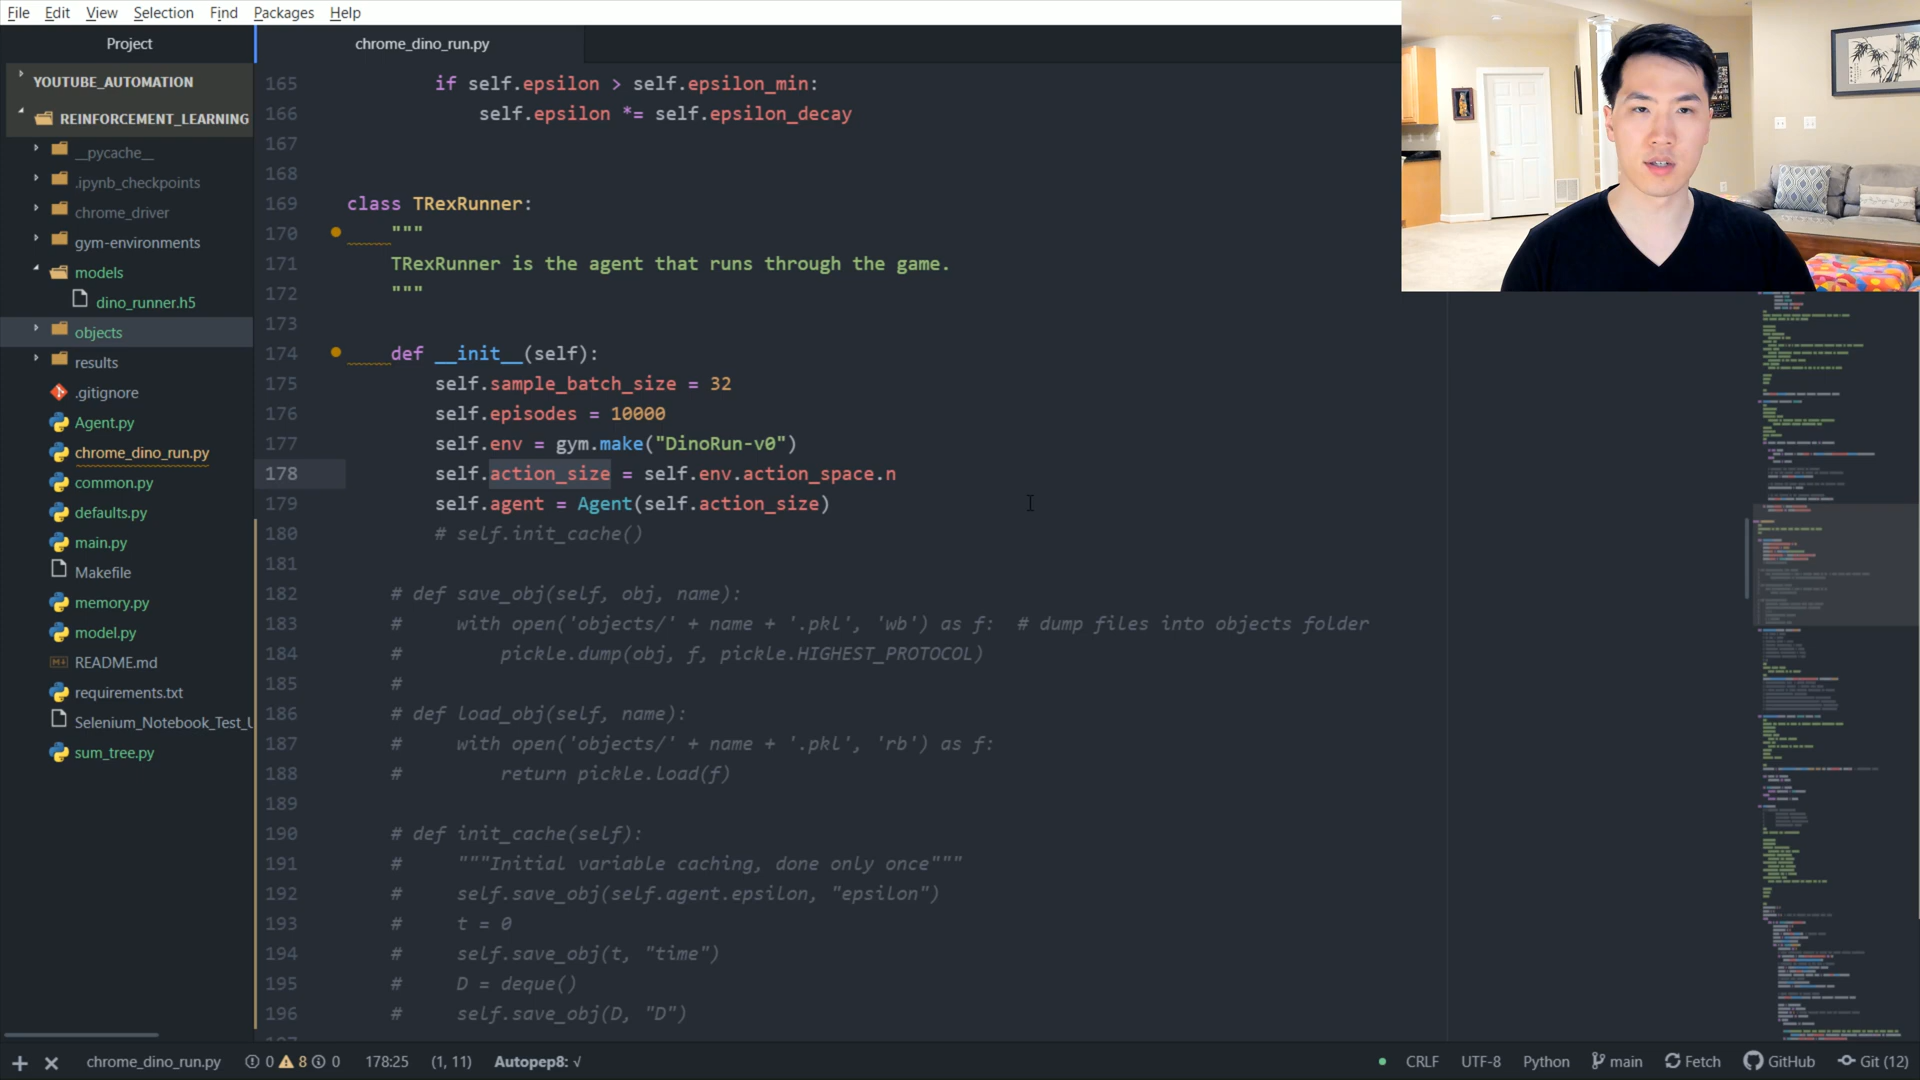 File Edit View Selection Find Packages Help
Project
YOUTUBE_AUTOMATION
REINFORCEMENT_LEARNING
__pycache__
.ipynb_checkpoints
chrome_driver
gym-environments
models
dino_runner.h5
objects
results
.gitignore
Agent.py
chrome_dino_run.py
common.py
defaults.py
main.py
Makefile
memory.py
model.py
README.md
requirements.txt
Selenium_Notebook_Test_U
sum_tree.py
chrome_dino_run.py
165 if self.epsilon > self.epsilon_min:
166 self.epsilon *= self.epsilon_decay
167
168
169 class TRexRunner:
170 """
171 TRexRunner is the agent that runs through the game.
172 """
173
174 def __init__(self):
175 self.sample_batch_size = 32
176 self.episodes = 10000
177 self.env = gym.make("DinoRun-v0")
178 self.action_size = self.env.action_space.n
179 self.agent = Agent(self.action_size)
180 # self.init_cache()
181
182 # def save_obj(self, obj, name):
183 # with open('objects/' + name + '.pkl', 'wb') as f: # dump files into objects folder
184 # pickle.dump(obj, f, pickle.HIGHEST_PROTOCOL)
185 #
186 # def load_obj(self, name):
187 # with open('objects/' + name + '.pkl', 'rb') as f:
188 # return pickle.load(f)
189
190 # def init_cache(self):
191 # """Initial variable caching, done only once"""
192 # self.save_obj(self.agent.epsilon, "epsilon")
193 # t = 0
194 # self.save_obj(t, "time")
195 # D = deque()
196 # self.save_obj(D, "D")
chrome_dino_run.py 0 8 0 178:25 (1, 11) Autopep8: √ CRLF UTF-8 Python main Fetch GitHub Git (12)